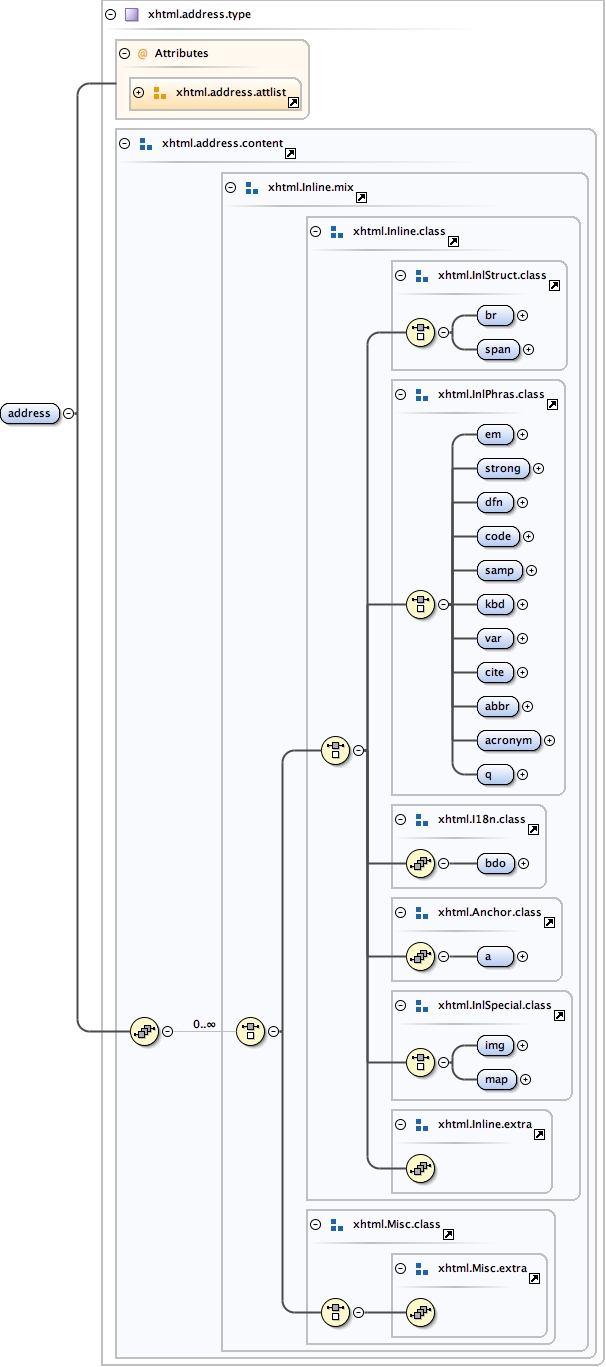 xhtml.address.type
@ Attributes
xhtml.address.attlist
xhtml.address.content
xhtml.Inline.mix
xhtml.Inline.class
xhtml.InlStruct.class
br
span
xhtml.InlPhras.class
address
em
strong
dfn
code
samp
kbd
var
cite
abbr
acronym
q
xhtml.I18n.class
bdo
xhtml.Anchor.class
a
xhtml.InlSpecial.class
0..∞
img
map
xhtml.Inline.extra
xhtml.Misc.class
xhtml.Misc.extra